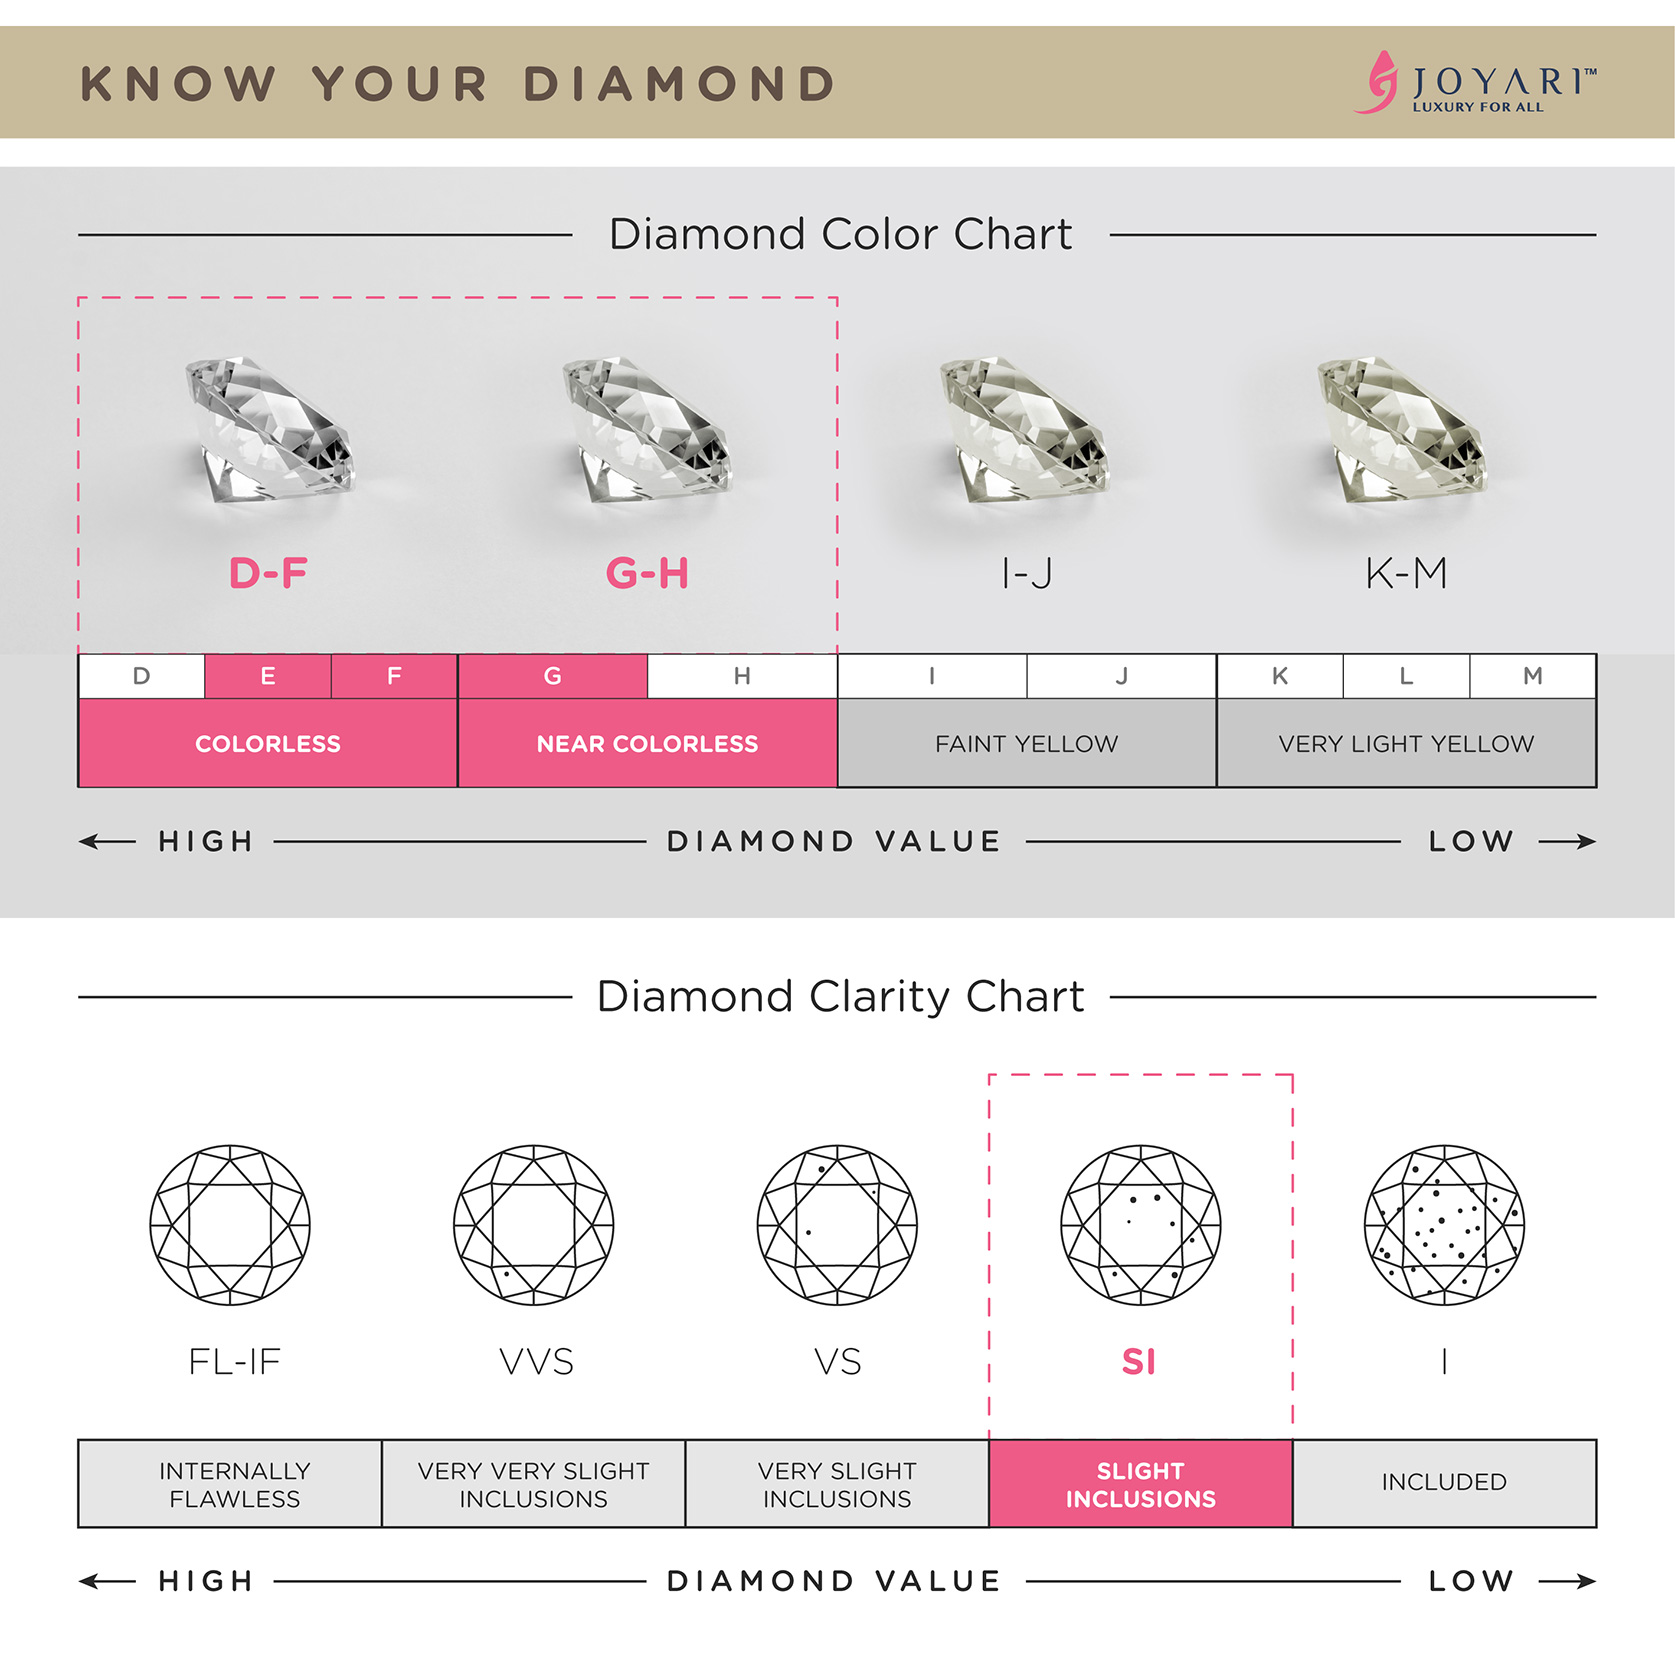 KNOW YOUR DIAMOND
JOYARI™
LUXURY FOR ALL
Diamond Color Chart
D-F G-H I-J K-M
D E F G H I J K L M
COLORLESS NEAR COLORLESS FAINT YELLOW VERY LIGHT YELLOW
HIGH DIAMOND VALUE LOW
Diamond Clarity Chart
FL-IF VVS VS SI I
INTERNALLY
FLAWLESS
VERY VERY SLIGHT
INCLUSIONS
VERY SLIGHT
INCLUSIONS
SLIGHT
INCLUSIONS
INCLUDED
HIGH DIAMOND VALUE LOW